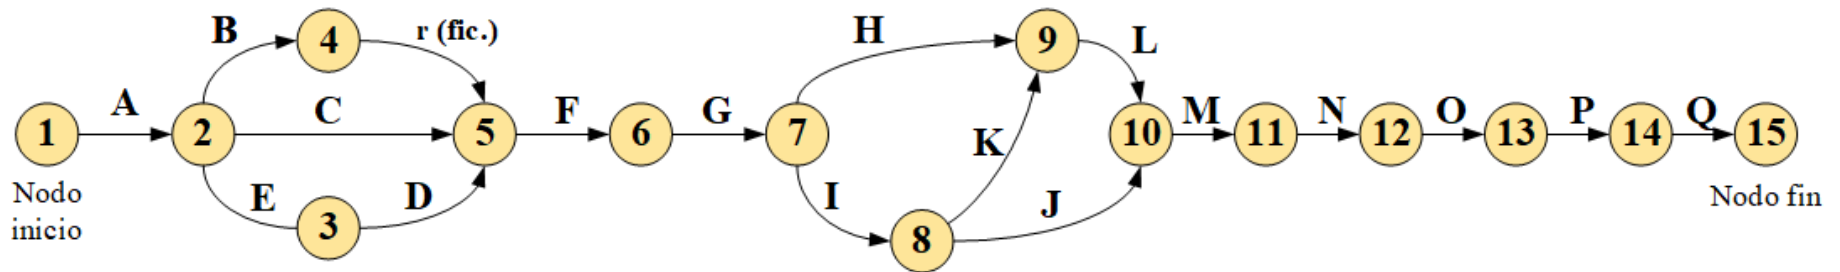 B
4
r (fic.)
H
9
L
A
C
F
G
M
N
O
P
Q
1
2
5
6
7
10
11
12
13
14
15
K
Nodo
inicio
E
3
D
I
8
J
Nodo fin